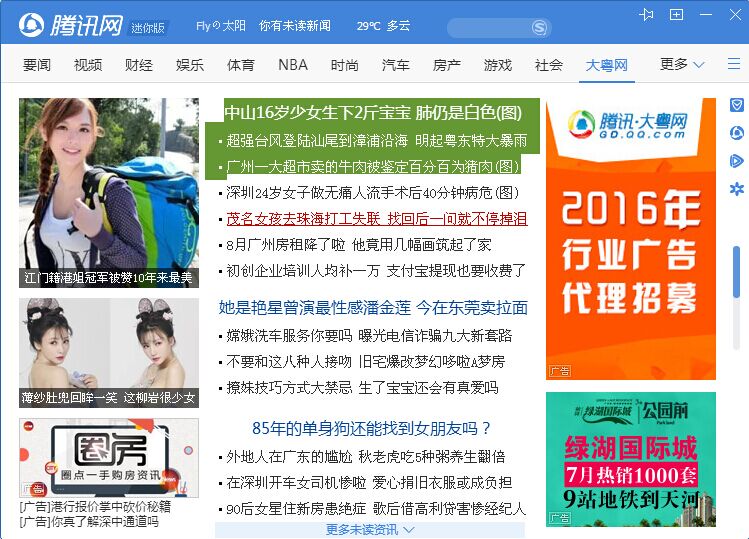 腾讯网 迷你版 Flyの太阳 你有未读新闻 29℃ 多云
要闻 视频 财经 娱乐 体育 NBA 时尚 汽车 房产 游戏 社会 大粤网 更多
江门籍港姐冠军被赞10年来最美
薄纱肚兜回眸一笑 这柳岩很少女
圈房
圈点一手购房资讯
广告
[广告]港行报价掌中砍价秘籍
[广告]你真了解深中通道吗
中山16岁少女生下2斤宝宝 肺仍是白色(图)
超强台风登陆汕尾到漳浦沿海 明起粤东特大暴雨
广州一大超市卖的牛肉被鉴定百分百为猪肉(图)
深圳24岁女子做无痛人流手术后40分钟病危(图)
茂名女孩去珠海打工失联 找回后一问就不停掉泪
8月广州房租降了啦 他竟用几幅画筑起了家
初创企业培训人均补一万 支付宝提现也要收费了
她是艳星曾演最性感潘金莲 今在东莞卖拉面
嫦娥洗车服务你要吗 曝光电信诈骗九大新套路
不要和这八种人接吻 旧宅爆改梦幻哆啦A梦房
撩妹技巧方式大禁忌 生了宝宝还会有真爱吗
85年的单身狗还能找到女朋友吗？
外地人在广东的尴尬 秋老虎吃5种粥养生翻倍
在深圳开车女司机惨啦 爱心捐旧衣服或成负担
90后女星住新房患绝症 歌后借高利贷害惨经纪人
更多未读资讯
腾讯·大粤网
GD.QQ.COM
2016年
行业广告
代理招募
广告
绿湖国际城 公园前
绿湖国际城
7月热销1000套
9站地铁到天河
广告